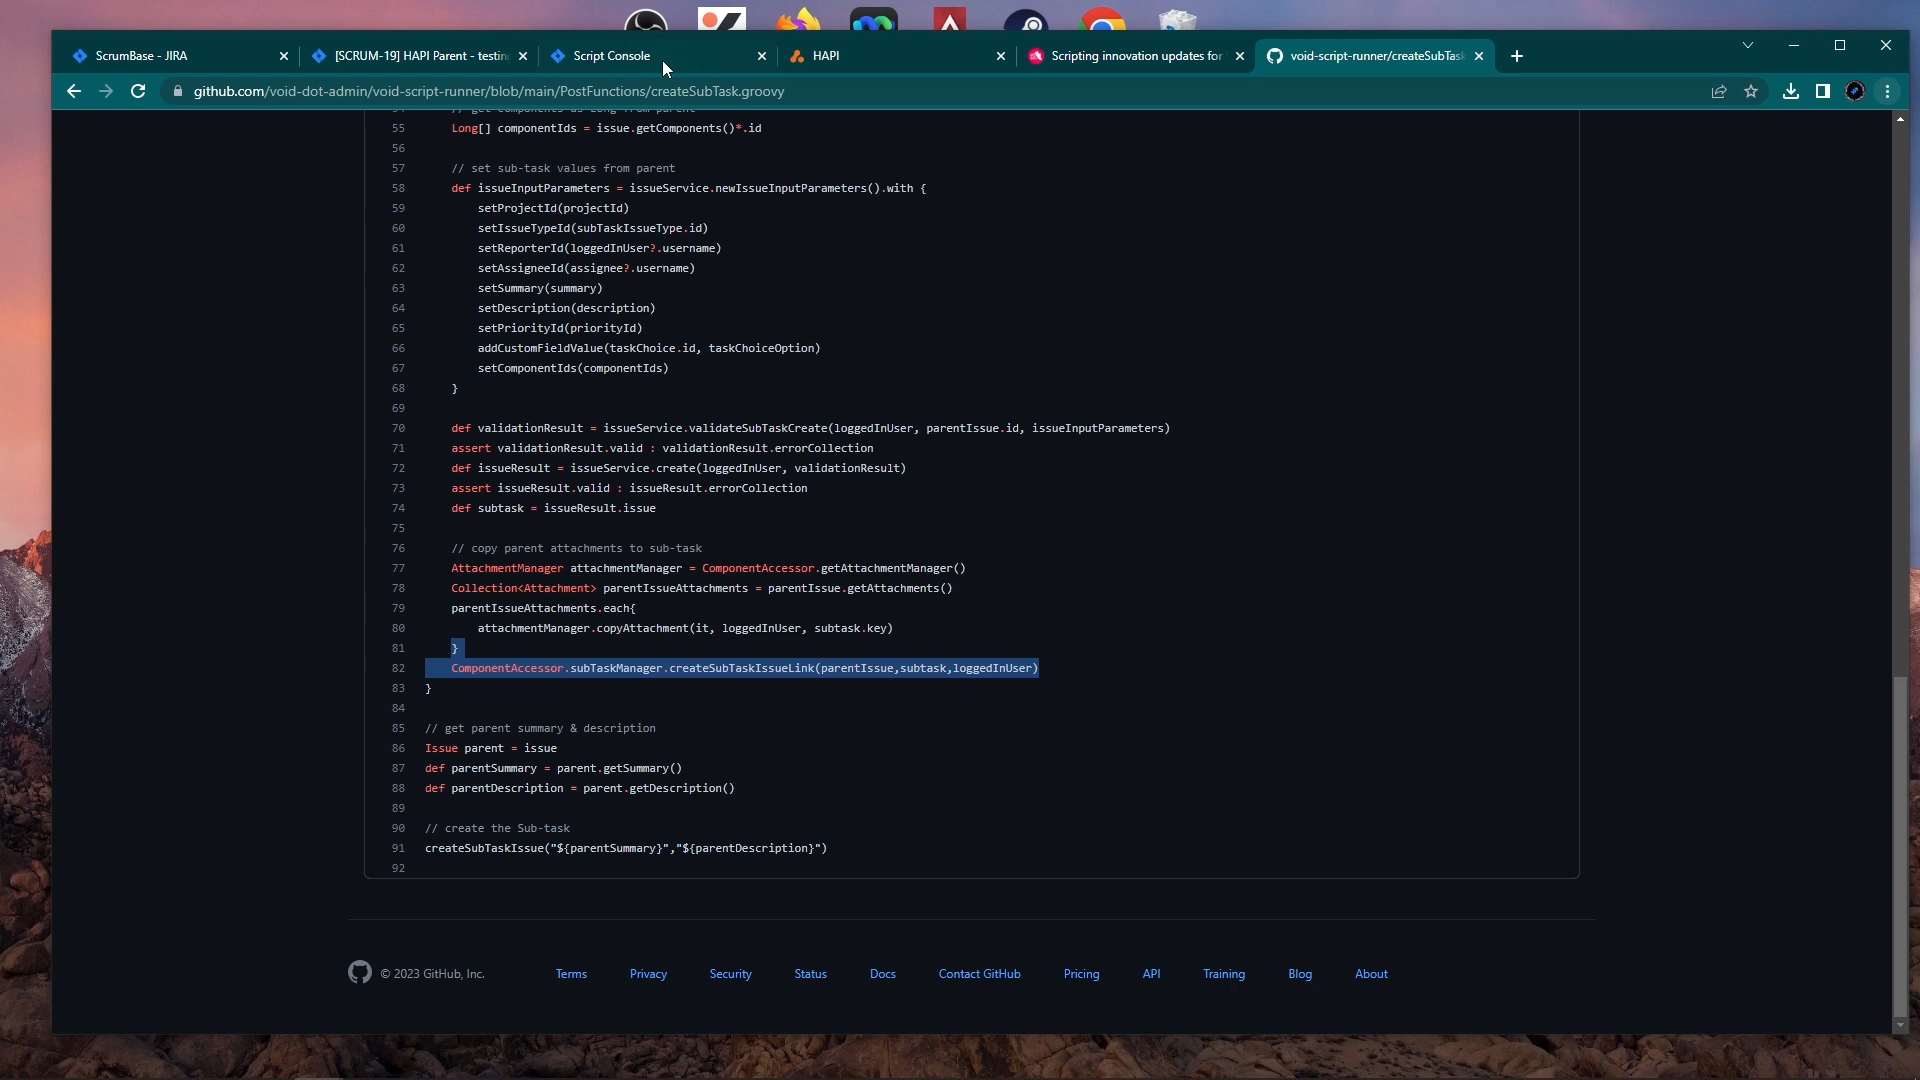 ScrumBase - JIRA
[SCRUM-19] HAPI Parent - testing
Script Console
HAPI
Scripting innovation updates for
void-script-runner/createSubTask
github.com/void-dot-admin/void-script-runner/blob/main/PostFunctions/createSubTask.groovy
55 Long[] componentIds = issue.getComponents()*.id
56
57 // set sub-task values from parent
58 def issueInputParameters = issueService.newIssueInputParameters().with {
59 setProjectId(projectId)
60 setIssueTypeId(subTaskIssueType.id)
61 setReporterId(loggedInUser?.username)
62 setAssigneeId(assignee?.username)
63 setSummary(summary)
64 setDescription(description)
65 setPriorityId(priorityId)
66 addCustomFieldValue(taskChoice.id, taskChoiceOption)
67 setComponentIds(componentIds)
68 }
69
70 def validationResult = issueService.validateSubTaskCreate(loggedInUser, parentIssue.id, issueInputParameters)
71 assert validationResult.valid : validationResult.errorCollection
72 def issueResult = issueService.create(loggedInUser, validationResult)
73 assert issueResult.valid : issueResult.errorCollection
74 def subtask = issueResult.issue
75
76 // copy parent attachments to sub-task
77 AttachmentManager attachmentManager = ComponentAccessor.getAttachmentManager()
78 Collection<Attachment> parentIssueAttachments = parentIssue.getAttachments()
79 parentIssueAttachments.each{
80 attachmentManager.copyAttachment(it, loggedInUser, subtask.key)
81 }
82 ComponentAccessor.subTaskManager.createSubTaskIssueLink(parentIssue,subtask,loggedInUser)
83 }
84
85 // get parent summary & description
86 Issue parent = issue
87 def parentSummary = parent.getSummary()
88 def parentDescription = parent.getDescription()
89
90 // create the Sub-task
91 createSubTaskIssue("${parentSummary}","${parentDescription}")
92
© 2023 GitHub, Inc.
Terms
Privacy
Security
Status
Docs
Contact GitHub
Pricing
API
Training
Blog
About